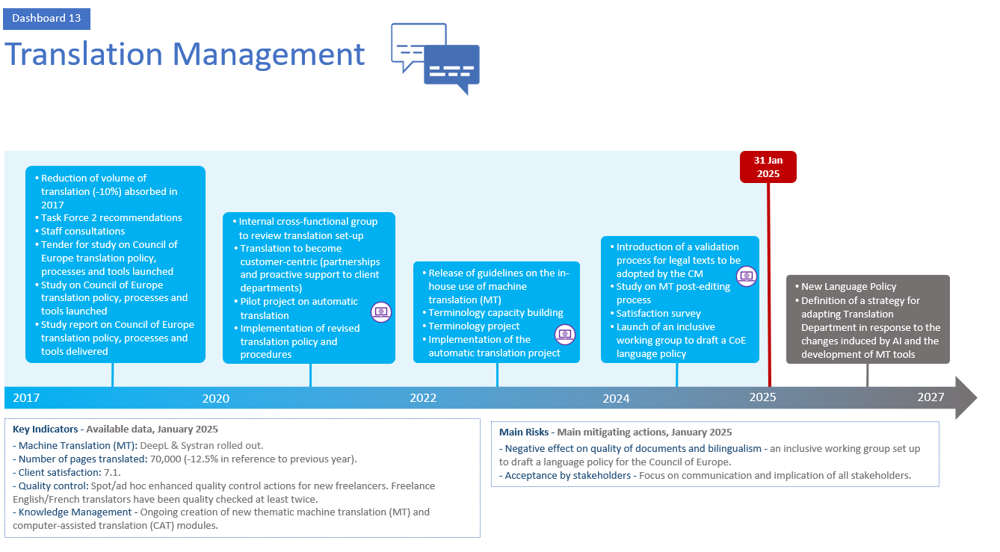 Dashboard 13
Translation Management
31 Jan
2025
• Reduction of volume of
translation (-10%) absorbed in
2017
• Task Force 2 recommendations
• Staff consultations
• Tender for study on Council of
Europe translation policy,
processes and tools launched
• Study on Council of Europe
translation policy, processes and
tools launched
• Study report on Council of Europe
translation policy, processes and
tools delivered
• Internal cross-functional group
to review translation set-up
• Translation to become
customer-centric (partnerships
and proactive support to client
departments)
• Pilot project on automatic
translation
• Implementation of revised
translation policy and
procedures
• Release of guidelines on the in-
house use of machine
translation (MT)
• Terminology capacity building
• Terminology project
• Implementation of the
automatic translation project
• Introduction of a validation
process for legal texts to be
adopted by the CM
• Study on MT post-editing
process
• Satisfaction survey
• Launch of an inclusive
working group to draft a CoE
language policy
• New Language Policy
• Definition of a strategy for
adapting Translation
Department in response to the
changes induced by AI and the
development of MT tools
2017 2020 2022 2024 2025 2027
Key Indicators - Available data, January 2025
- Machine Translation (MT): DeepL & Systran rolled out.
- Number of pages translated: 70,000 (-12.5% in reference to previous year).
- Client satisfaction: 7.1.
- Quality control: Spot/ad hoc enhanced quality control actions for new freelancers. Freelance
English/French translators have been quality checked at least twice.
- Knowledge Management - Ongoing creation of new thematic machine translation (MT) and
computer-assisted translation (CAT) modules.
Main Risks - Main mitigating actions, January 2025
- Negative effect on quality of documents and bilingualism - an inclusive working group set up
to draft a language policy for the Council of Europe.
- Acceptance by stakeholders - Focus on communication and implication of all stakeholders.